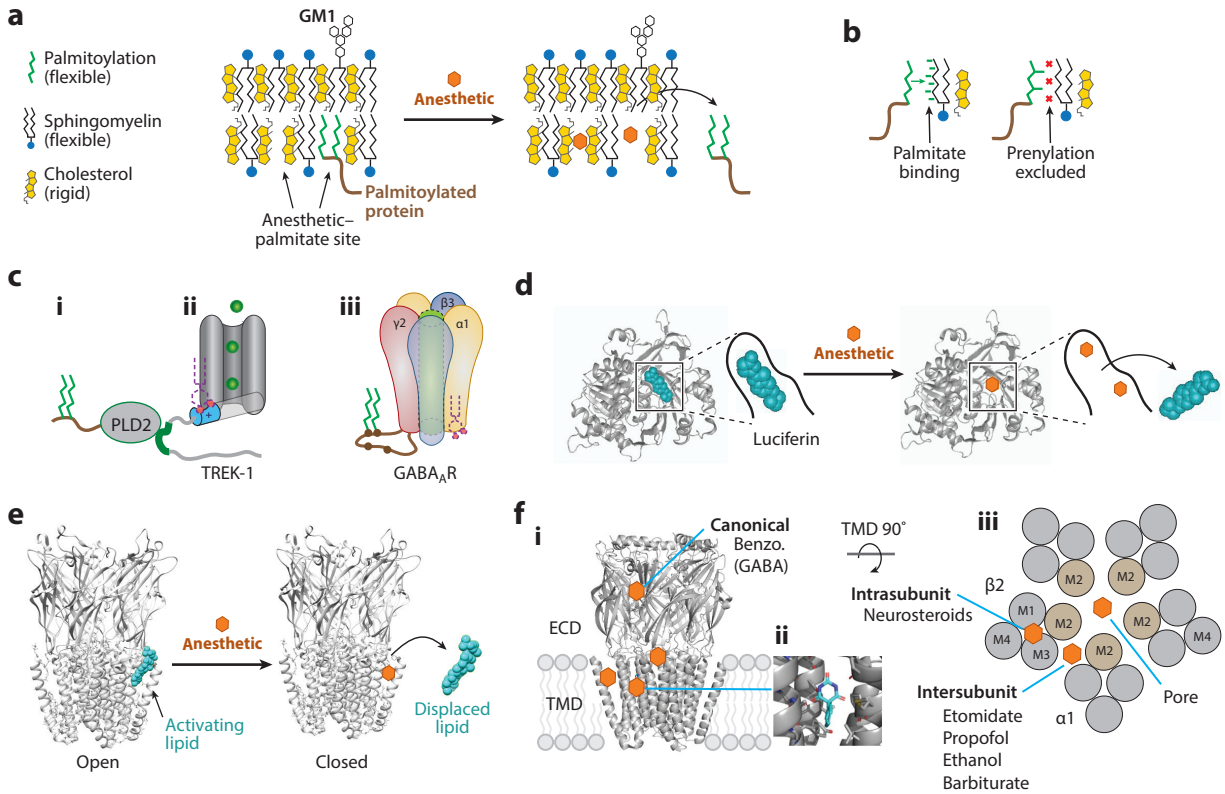 a
GM1
Palmitoylation
(flexible)
Sphingomyelin
(flexible)
Cholesterol
(rigid)
Anesthetic
Palmitoylated
protein
Anesthetic–
palmitate site
b
Palmitate
binding
Prenylation
excluded
c
i
ii
iii
PLD2
+
TREK-1
γ2
β3
α1
GABAAR
d
Luciferin
Anesthetic
e
Anesthetic
Activating
lipid
Displaced
lipid
Open
Closed
f
i
Canonical
Benzo.
(GABA)
ECD
TMD
ii
TMD 90°
iii
Intrasubunit
Neurosteroids
β2
M1
M2
M3
M4
M2
M2
M2
M4
M2
α1
Pore
Intersubunit
Etomidate
Propofol
Ethanol
Barbiturate